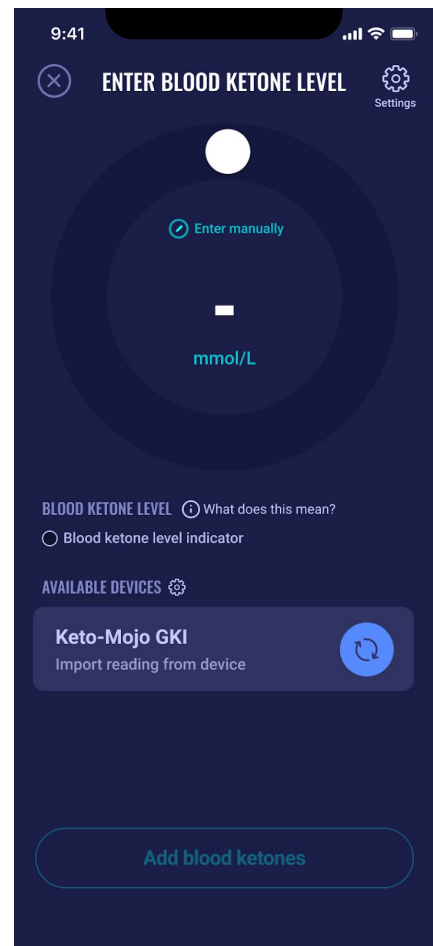 9:41
ENTER BLOOD KETONE LEVEL
Settings
Enter manually
-
mmol/L
BLOOD KETONE LEVEL What does this mean?
Blood ketone level indicator
AVAILABLE DEVICES
Keto-Mojo GKI
Import reading from device
Add blood ketones